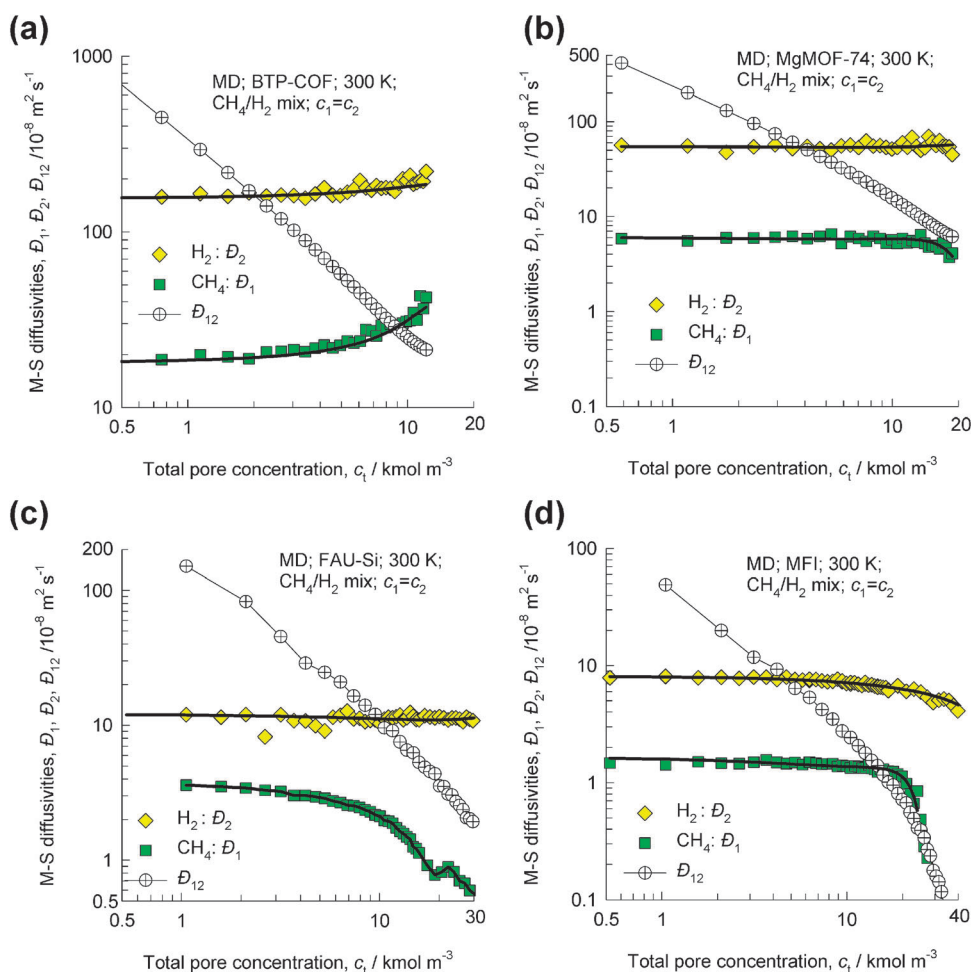 (a)
1000
100
10
0.5
1
10
20
M-S diffusivities, Đ₁, Đ₂, Đ₁₂ /10⁻⁸ m² s⁻¹
MD; BTP-COF; 300 K;
CH₄/H₂ mix; c₁=c₂
H₂ : Đ₂
CH₄: Đ₁
Đ₁₂
Total pore concentration, cₜ / kmol m⁻³
(b)
500
100
10
1
0.1
0.5
1
10
20
M-S diffusivities, Đ₁, Đ₂, Đ₁₂ /10⁻⁸ m² s⁻¹
MD; MgMOF-74; 300 K;
CH₄/H₂ mix; c₁=c₂
H₂ : Đ₂
CH₄: Đ₁
Đ₁₂
Total pore concentration, cₜ / kmol m⁻³
(c)
200
100
10
1
0.5
0.5
1
10
30
M-S diffusivities, Đ₁, Đ₂, Đ₁₂ /10⁻⁸ m² s⁻¹
MD; FAU-Si; 300 K;
CH₄/H₂ mix; c₁=c₂
H₂ : Đ₂
CH₄: Đ₁
Đ₁₂
Total pore concentration, cₜ / kmol m⁻³
(d)
100
10
1
0.1
0.5
1
10
40
M-S diffusivities, Đ₁, Đ₂, Đ₁₂ /10⁻⁸ m² s⁻¹
MD; MFI; 300 K;
CH₄/H₂ mix; c₁=c₂
H₂ : Đ₂
CH₄: Đ₁
Đ₁₂
Total pore concentration, cₜ / kmol m⁻³